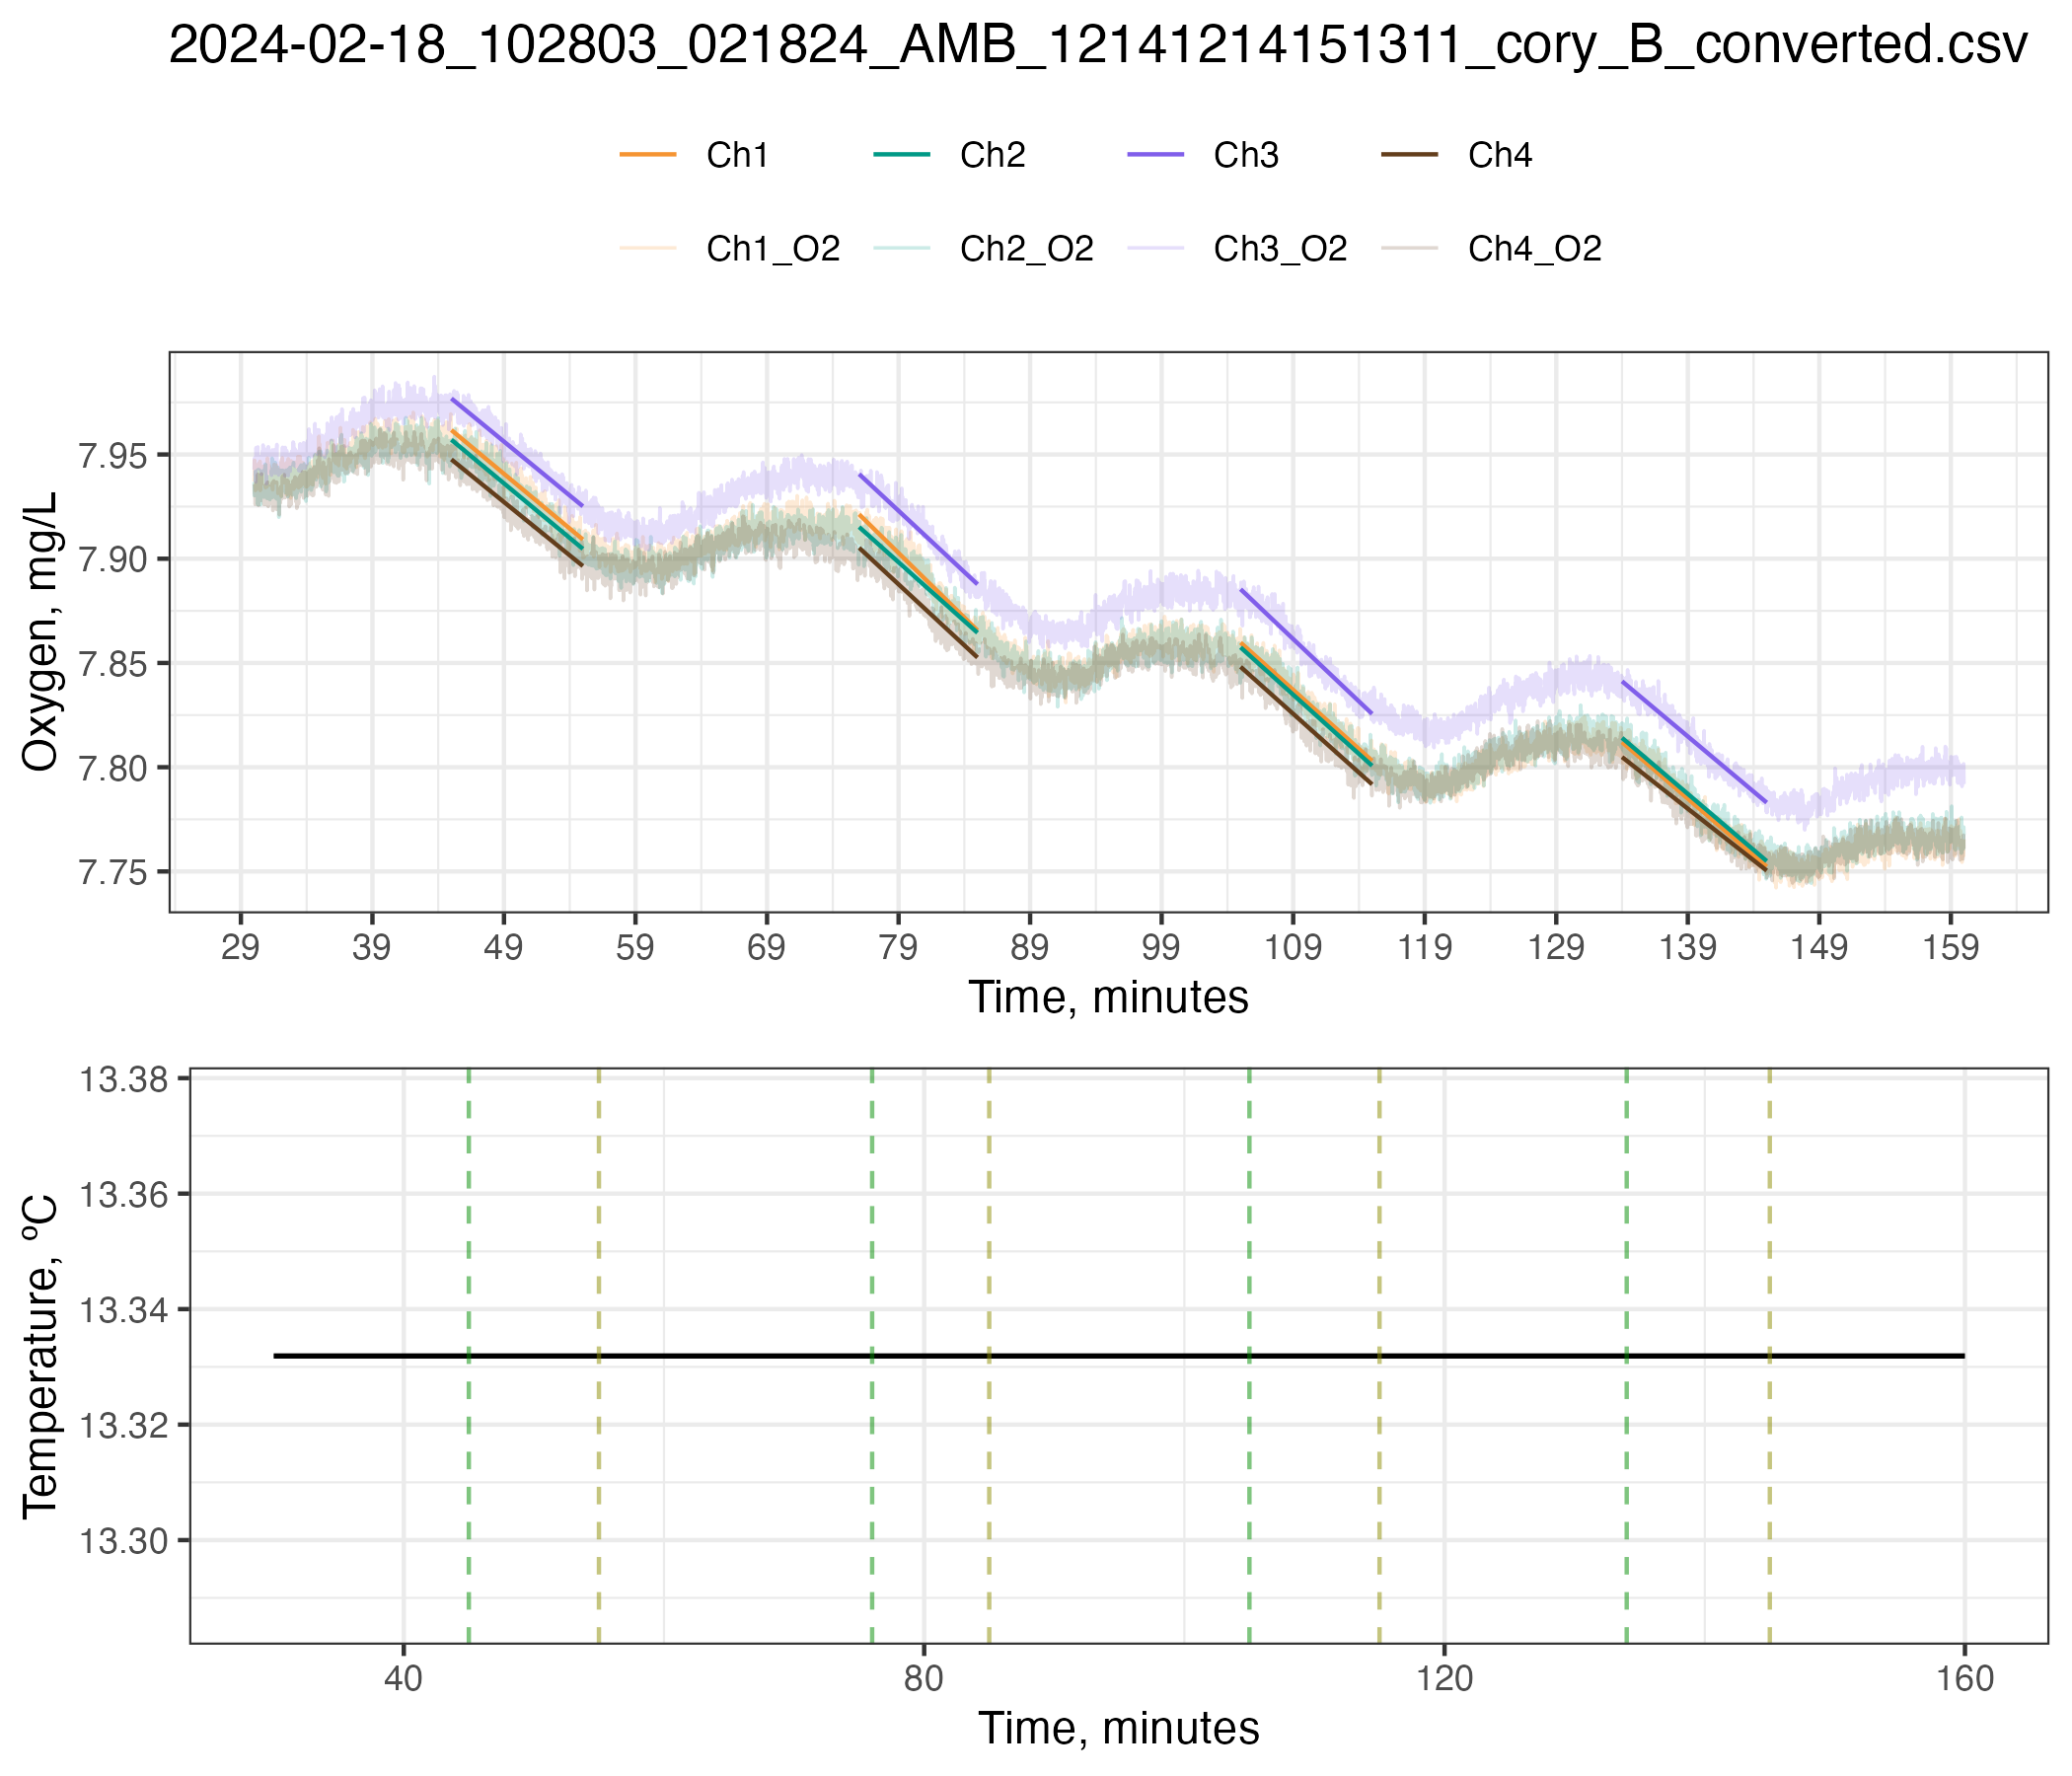 2024-02-18_102803_021824_AMB_12141214151311_cory_B_converted.csv
Ch1 Ch2 Ch3 Ch4
Ch1_O2 Ch2_O2 Ch3_O2 Ch4_O2
Oxygen, mg/L
7.95
7.90
7.85
7.80
7.75
29 39 49 59 69 79 89 99 109 119 129 139 149 159
Time, minutes
Temperature, ºC
13.38
13.36
13.34
13.32
13.30
40 80 120 160
Time, minutes